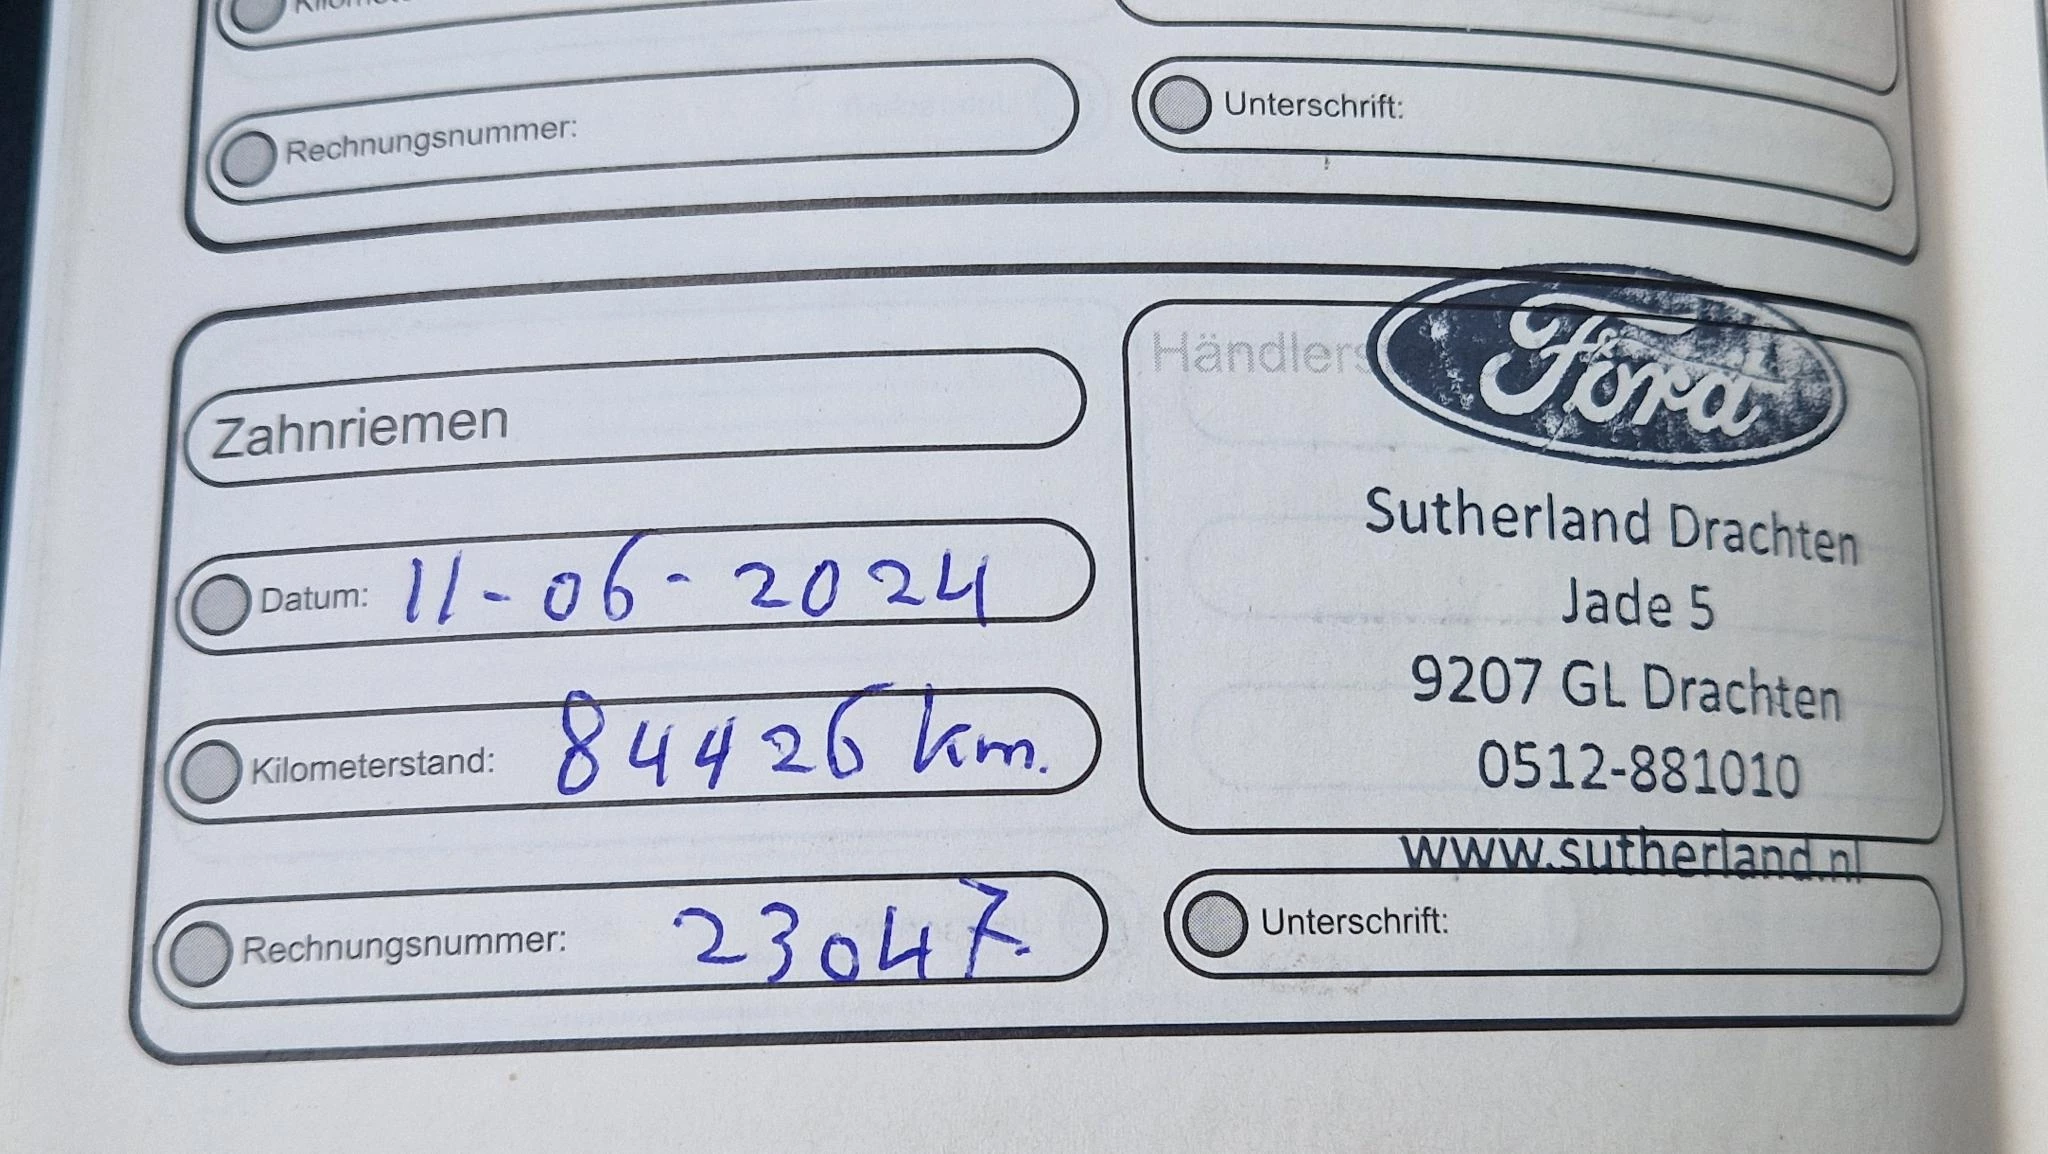 Rechnungsnummer:
Unterschrift:
Zahnriemen
Datum: 11-06-2024
Kilometerstand: 84426 km.
Rechnungsnummer: 23047
Ford
Sutherland Drachten
Jade 5
9207 GL Drachten
0512-881010
www.sutherland.nl
Unterschrift: